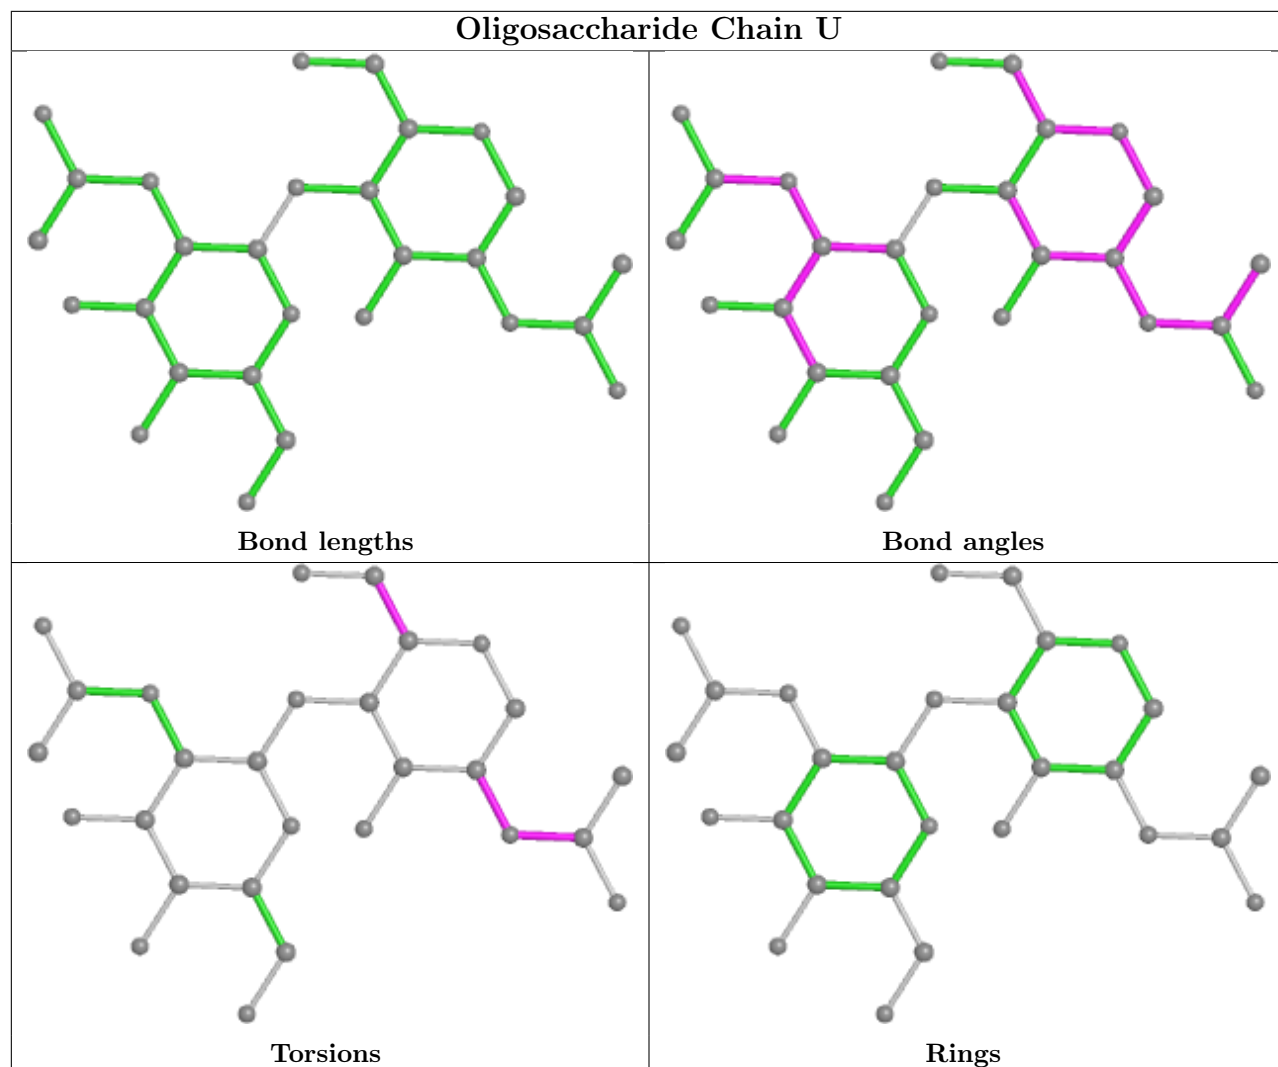 Oligosaccharide Chain U
Bond lengths
Bond angles
Torsions
Rings